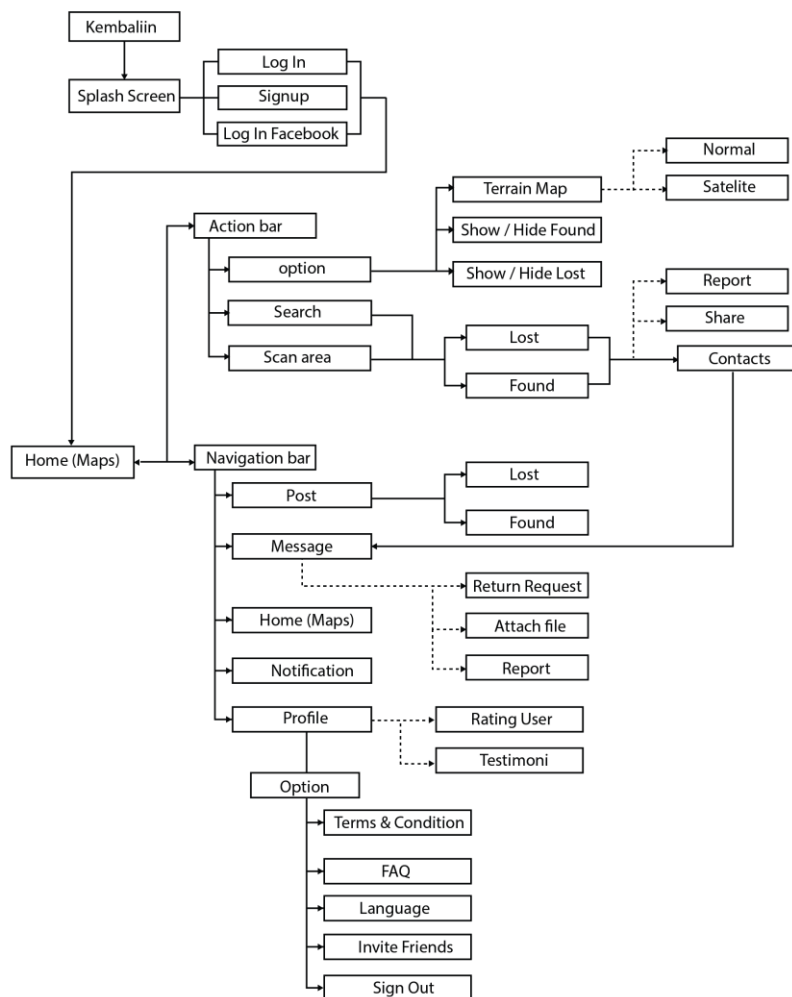 Kembaliin
Splash Screen
Log In
Signup
Log In Facebook
Normal
Satelite
Terrain Map
Show / Hide Found
Show / Hide Lost
Action bar
option
Search
Scan area
Report
Share
Lost
Found
Contacts
Home (Maps)
Navigation bar
Post
Lost
Found
Message
Return Request
Attach file
Report
Home (Maps)
Notification
Profile
Rating User
Testimoni
Option
Terms & Condition
FAQ
Language
Invite Friends
Sign Out